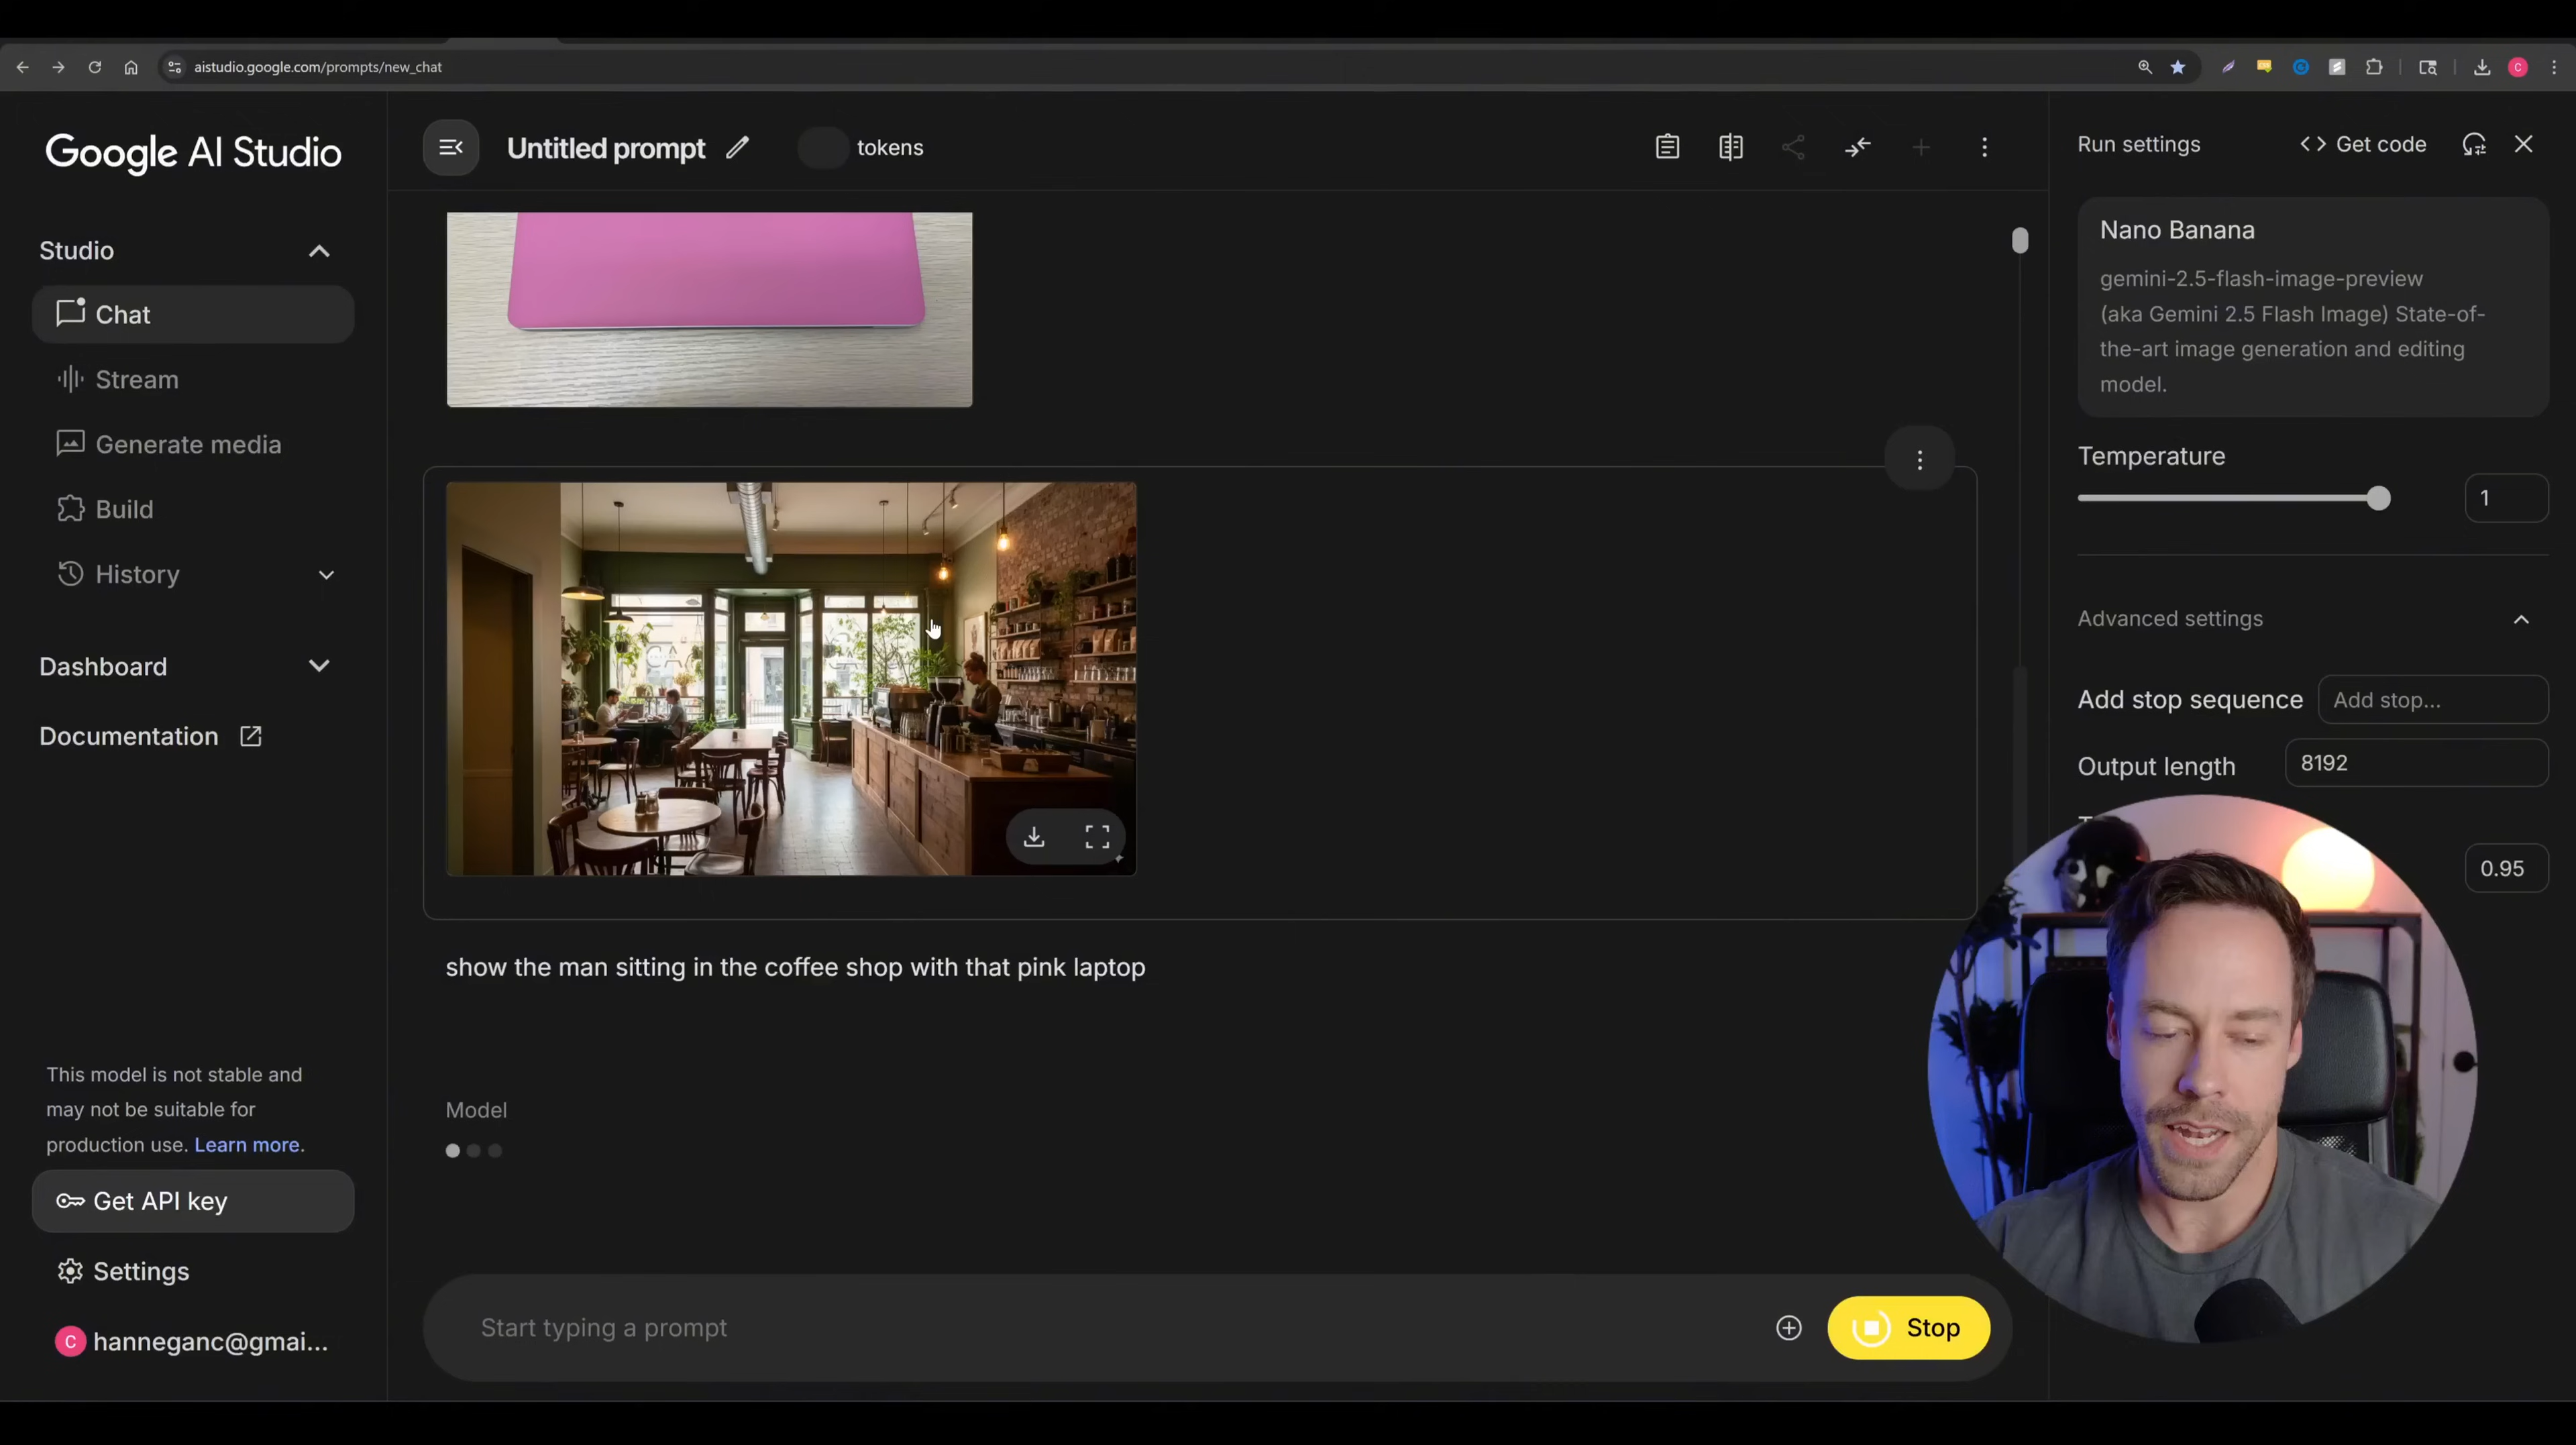 aistudio.google.com/prompts/new_chat
Google AI Studio
Studio
Chat
Stream
Generate media
Build
History
Dashboard
Documentation
This model is not stable and
may not be suitable for
production use. Learn more.
Get API key
Settings
C hanneganc@gmai...
Untitled prompt
tokens
show the man sitting in the coffee shop with that pink laptop
Model
Start typing a prompt
Stop
Run settings
Get code
Nano Banana
gemini-2.5-flash-image-preview
(aka Gemini 2.5 Flash Image) State-of-
the-art image generation and editing
model.
Temperature
1
Advanced settings
Add stop sequence
Add stop...
Output length
8192
0.95